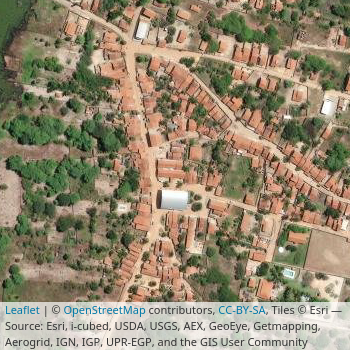 Leaflet | © OpenStreetMap contributors, CC-BY-SA, Tiles © Esri —
Source: Esri, i-cubed, USDA, USGS, AEX, GeoEye, Getmapping,
Aerogrid, IGN, IGP, UPR-EGP, and the GIS User Community